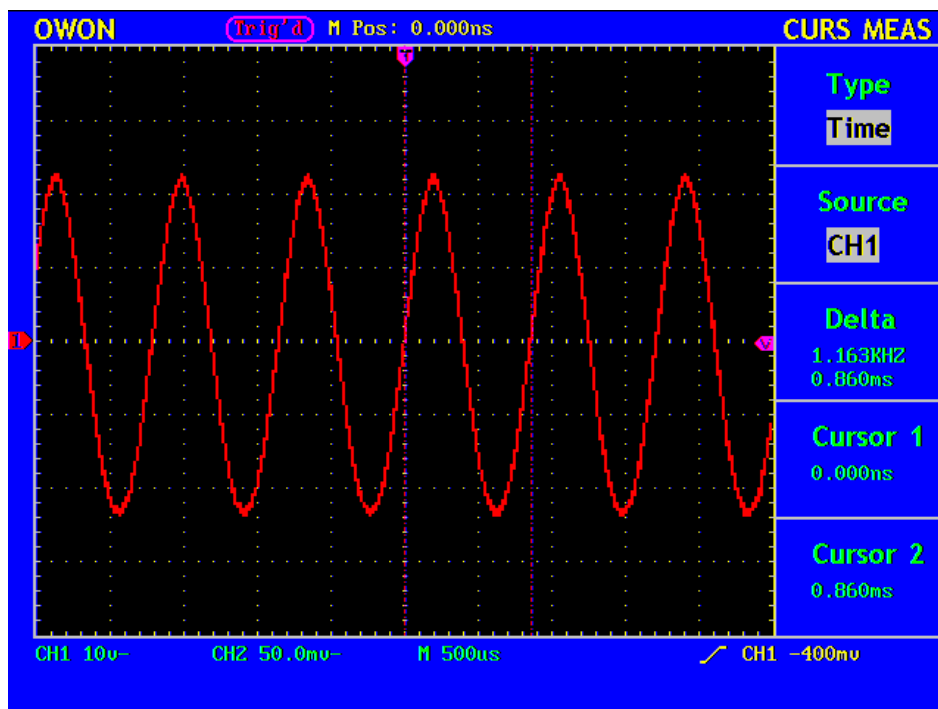 OWON Trig'd M Pos: 0.000ns CURS MEAS
T
Type
Time
Source
CH1
Delta
1.163KHZ
0.860ms
1 V
Cursor 1
0.000ns
Cursor 2
0.860ms
CH1 10v- CH2 50.0mv- M 500us CH1 -400mv